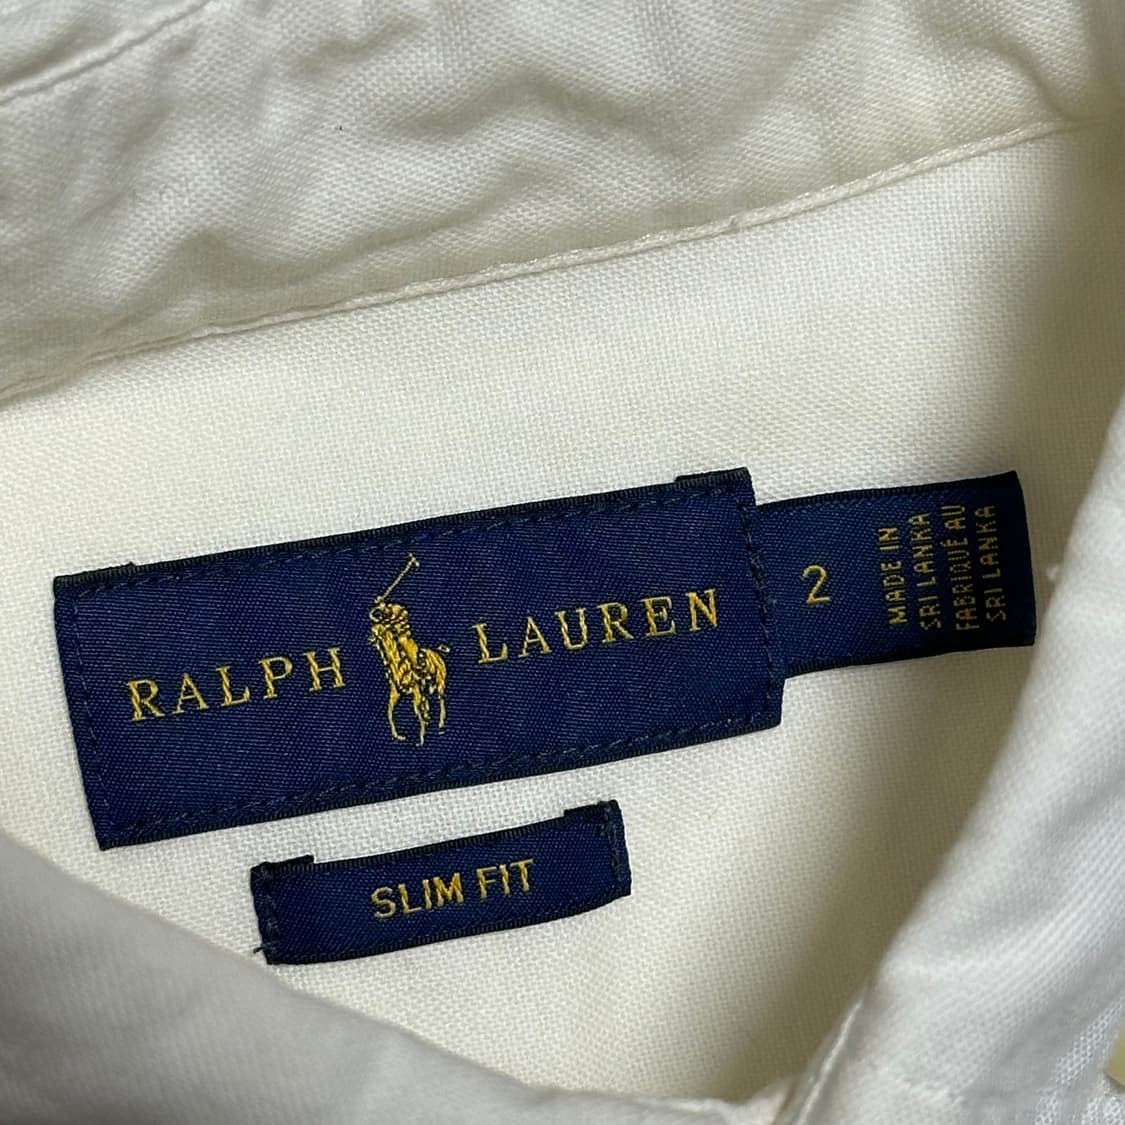 RALPH LAUREN
2
MADE IN
SRI LANKA
FABRIQUÉ AU
SRI LANKA
SLIM FIT